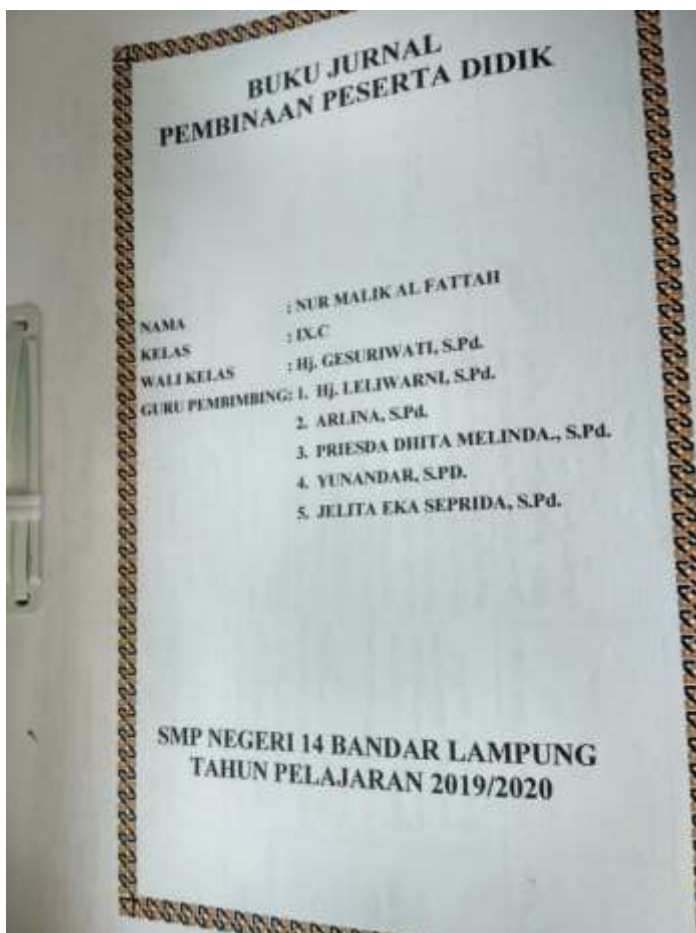 BUKU JURNAL
PEMBINAAN PESERTA DIDIK
NAMA : NUR MALIK AL FATTAH
KELAS : IX.C
WALI KELAS : Hj. GESURIWATI, S.Pd.
GURU PEMBIMBING: 1. Hj. LELIWARNI, S.Pd.
2. ARLINA, S.Pd.
3. PRIESDA DHITA MELINDA., S.Pd.
4. YUNANDAR, S.PD.
5. JELITA EKA SEPRIDA, S.Pd.
SMP NEGERI 14 BANDAR LAMPUNG
TAHUN PELAJARAN 2019/2020